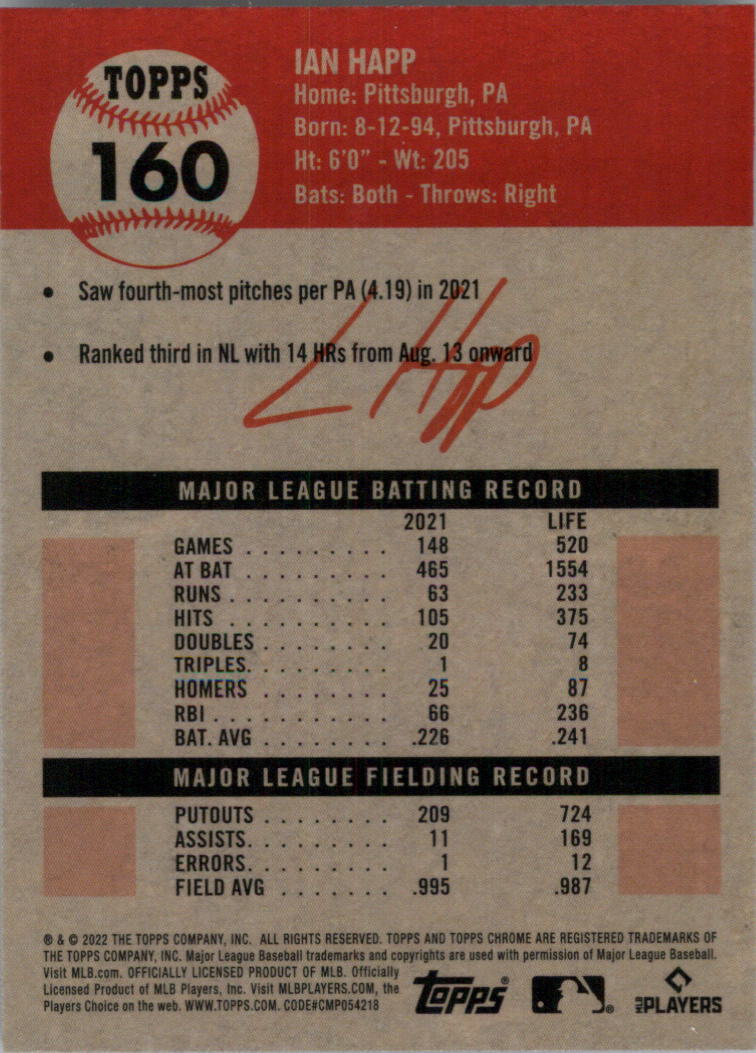 TOPPS
160
IAN HAPP
Home: Pittsburgh, PA
Born: 8-12-94, Pittsburgh, PA
Ht: 6'0" - Wt: 205
Bats: Both - Throws: Right
• Saw fourth-most pitches per PA (4.19) in 2021
• Ranked third in NL with 14 HRs from Aug. 13 onward
I Happ
MAJOR LEAGUE BATTING RECORD
2021 LIFE
GAMES . . . . . . . . . 148 520
AT BAT . . . . . . . . . 465 1554
RUNS . . . . . . . . . . 63 233
HITS . . . . . . . . . . 105 375
DOUBLES . . . . . . . . 20 74
TRIPLES. . . . . . . . . 1 8
HOMERS . . . . . . . . 25 87
RBI . . . . . . . . . . . 66 236
BAT. AVG . . . . . . . . .226 .241
MAJOR LEAGUE FIELDING RECORD
PUTOUTS . . . . . . . . 209 724
ASSISTS. . . . . . . . . 11 169
ERRORS. . . . . . . . . 1 12
FIELD AVG . . . . . . . .995 .987
® & © 2022 THE TOPPS COMPANY, INC. ALL RIGHTS RESERVED. TOPPS AND TOPPS CHROME ARE REGISTERED TRADEMARKS OF
THE TOPPS COMPANY, INC. Major League Baseball trademarks and copyrights are used with permission of Major League Baseball.
Visit MLB.com. OFFICIALLY LICENSED PRODUCT OF MLB. Officially
Licensed Product of MLB Players, Inc. Visit MLBPLAYERS.COM, the
Players Choice on the web. WWW.TOPPS.COM. CODE#CMP054218
Topps®
MLB PLAYERS